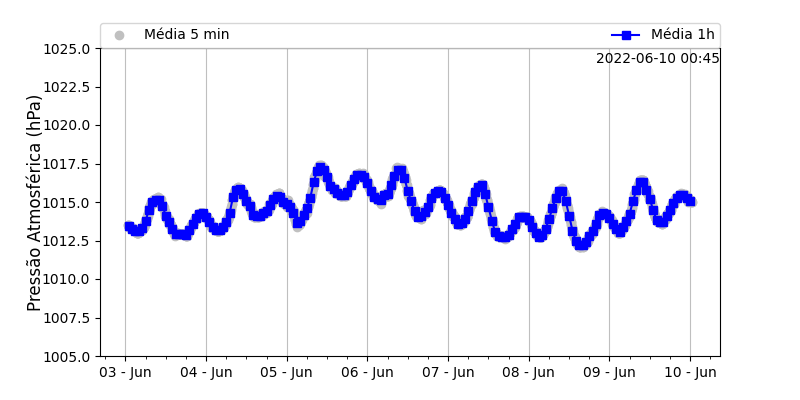 Média 5 min
Média 1h
2022-06-10 00:45
Pressão Atmosférica (hPa)
1025.0
1022.5
1020.0
1017.5
1015.0
1012.5
1010.0
1007.5
1005.0
03 - Jun
04 - Jun
05 - Jun
06 - Jun
07 - Jun
08 - Jun
09 - Jun
10 - Jun